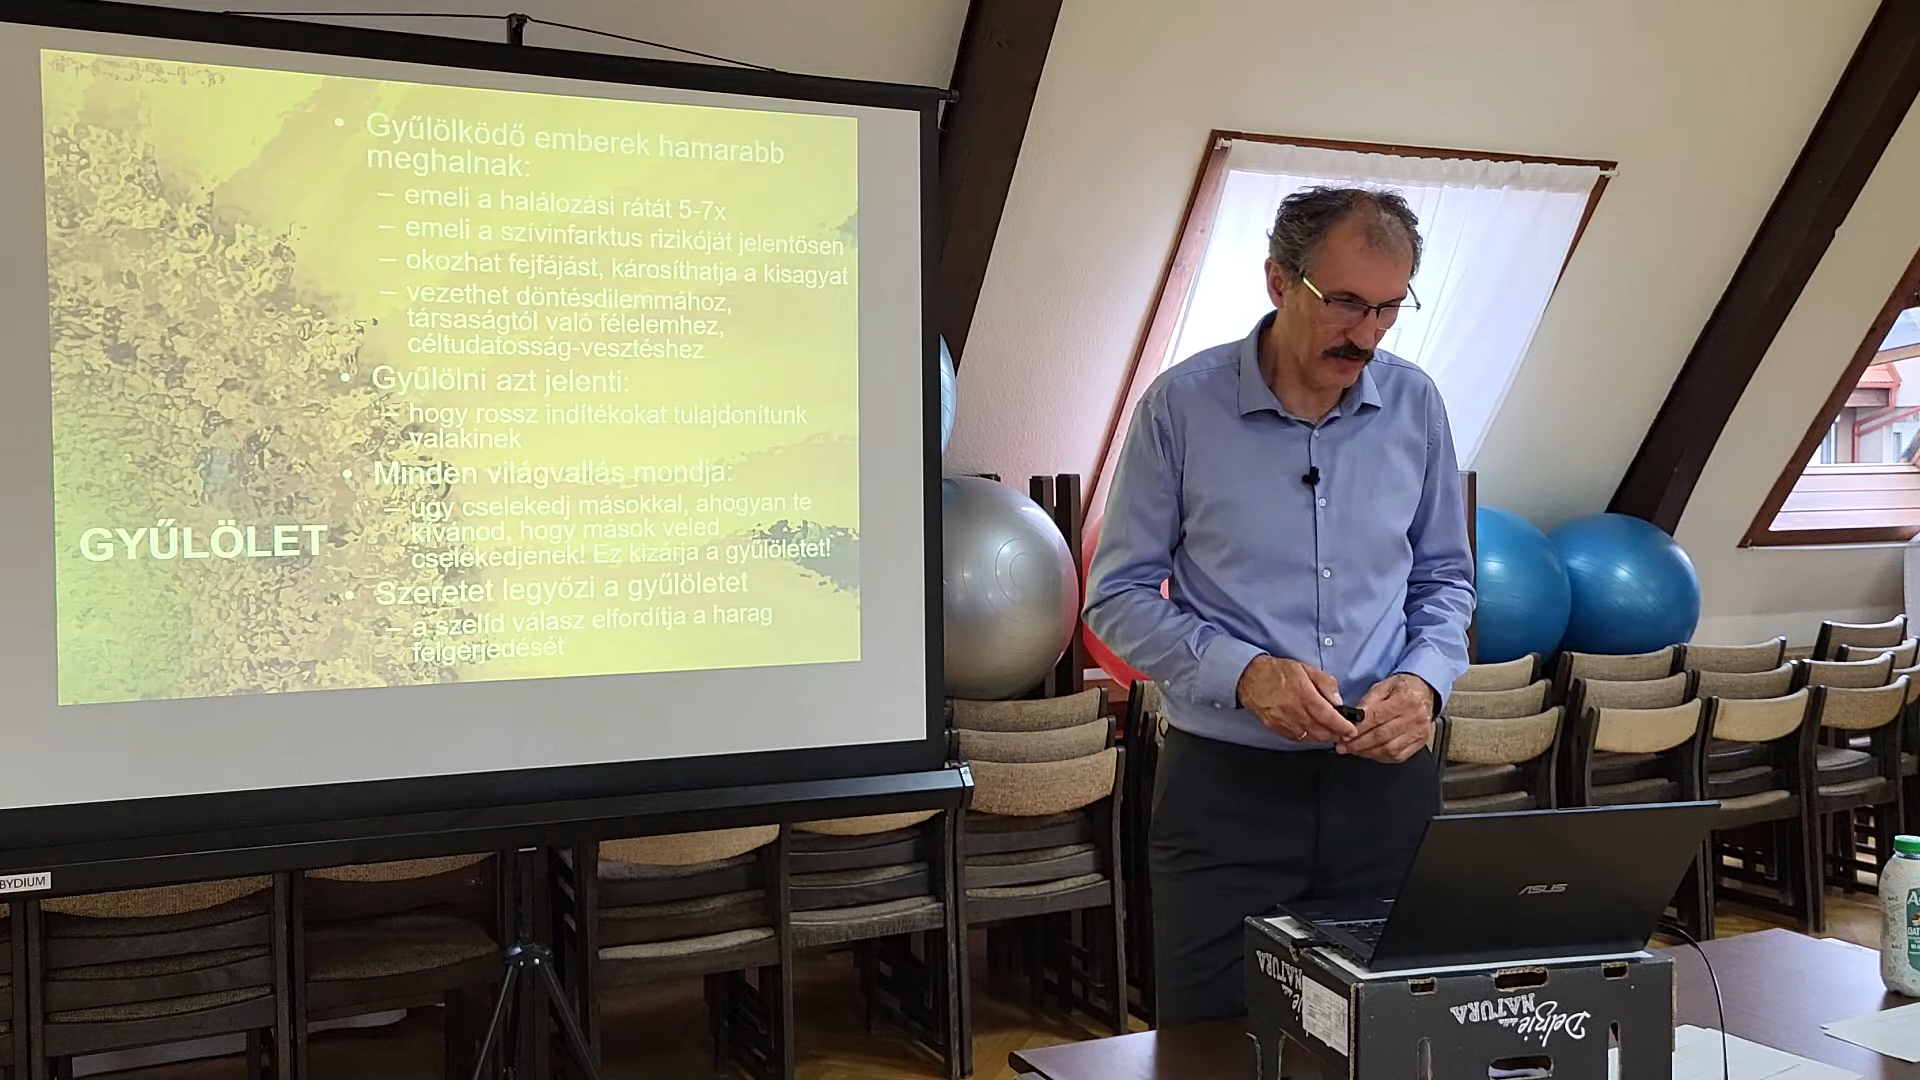 GYŰLÖLET
• Gyűlölködő emberek hamarabb
meghalnak:
– emeli a halálozási rátát 5-7x
– emeli a szívinfarktus rizikóját jelentősen
– okozhat fejfájást, károsíthatja a kisagyat
– vezethet döntésdilemmához,
társaságtól való félelemhez,
céltudatosság-vesztéshez
• Gyűlölni azt jelenti:
– hogy rossz indítékokat tulajdonítunk
valakinek
• Minden világvallás mondja:
– úgy cselekedj másokkal, ahogyan te
kívánod, hogy mások veled
cselekedjenek! Ez kizárja a gyűlöletet!
• Szeretet legyőzi a gyűlöletet
– a szelíd válasz elfordítja a harag
felgerjedését
BYDIUM
ASUS
Delizie
NATURA
NATURA